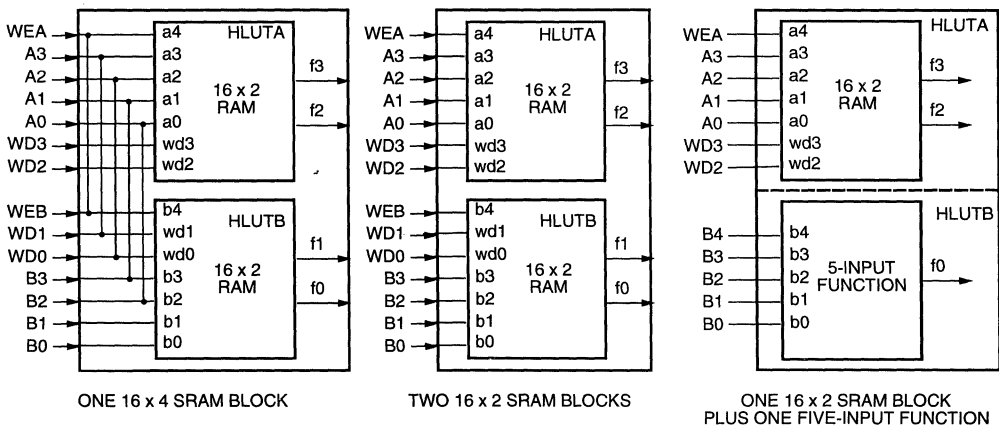 WEA
A3
A2
A1
A0
WD3
WD2
WEB
WD1
WD0
B3
B2
B1
B0
a4
a3
a2
a1
a0
wd3
wd2
HLUTA
16 x 2
RAM
f3
f2
b4
wd1
wd0
b3
b2
b1
b0
HLUTB
16 x 2
RAM
f1
f0
ONE 16 x 4 SRAM BLOCK
WEA
A3
A2
A1
A0
WD3
WD2
WEB
WD1
WD0
B3
B2
B1
B0
a4
a3
a2
a1
a0
wd3
wd2
HLUTA
16 x 2
RAM
f3
f2
b4
wd1
wd0
b3
b2
b1
b0
HLUTB
16 x 2
RAM
f1
f0
TWO 16 x 2 SRAM BLOCKS
WEA
A3
A2
A1
A0
WD3
WD2
a4
a3
a2
a1
a0
wd3
wd2
HLUTA
16 x 2
RAM
f3
f2
B4
B3
B2
B1
B0
b4
b3
b2
b1
b0
HLUTB
5-INPUT
FUNCTION
f0
ONE 16 x 2 SRAM BLOCK
PLUS ONE FIVE-INPUT FUNCTION